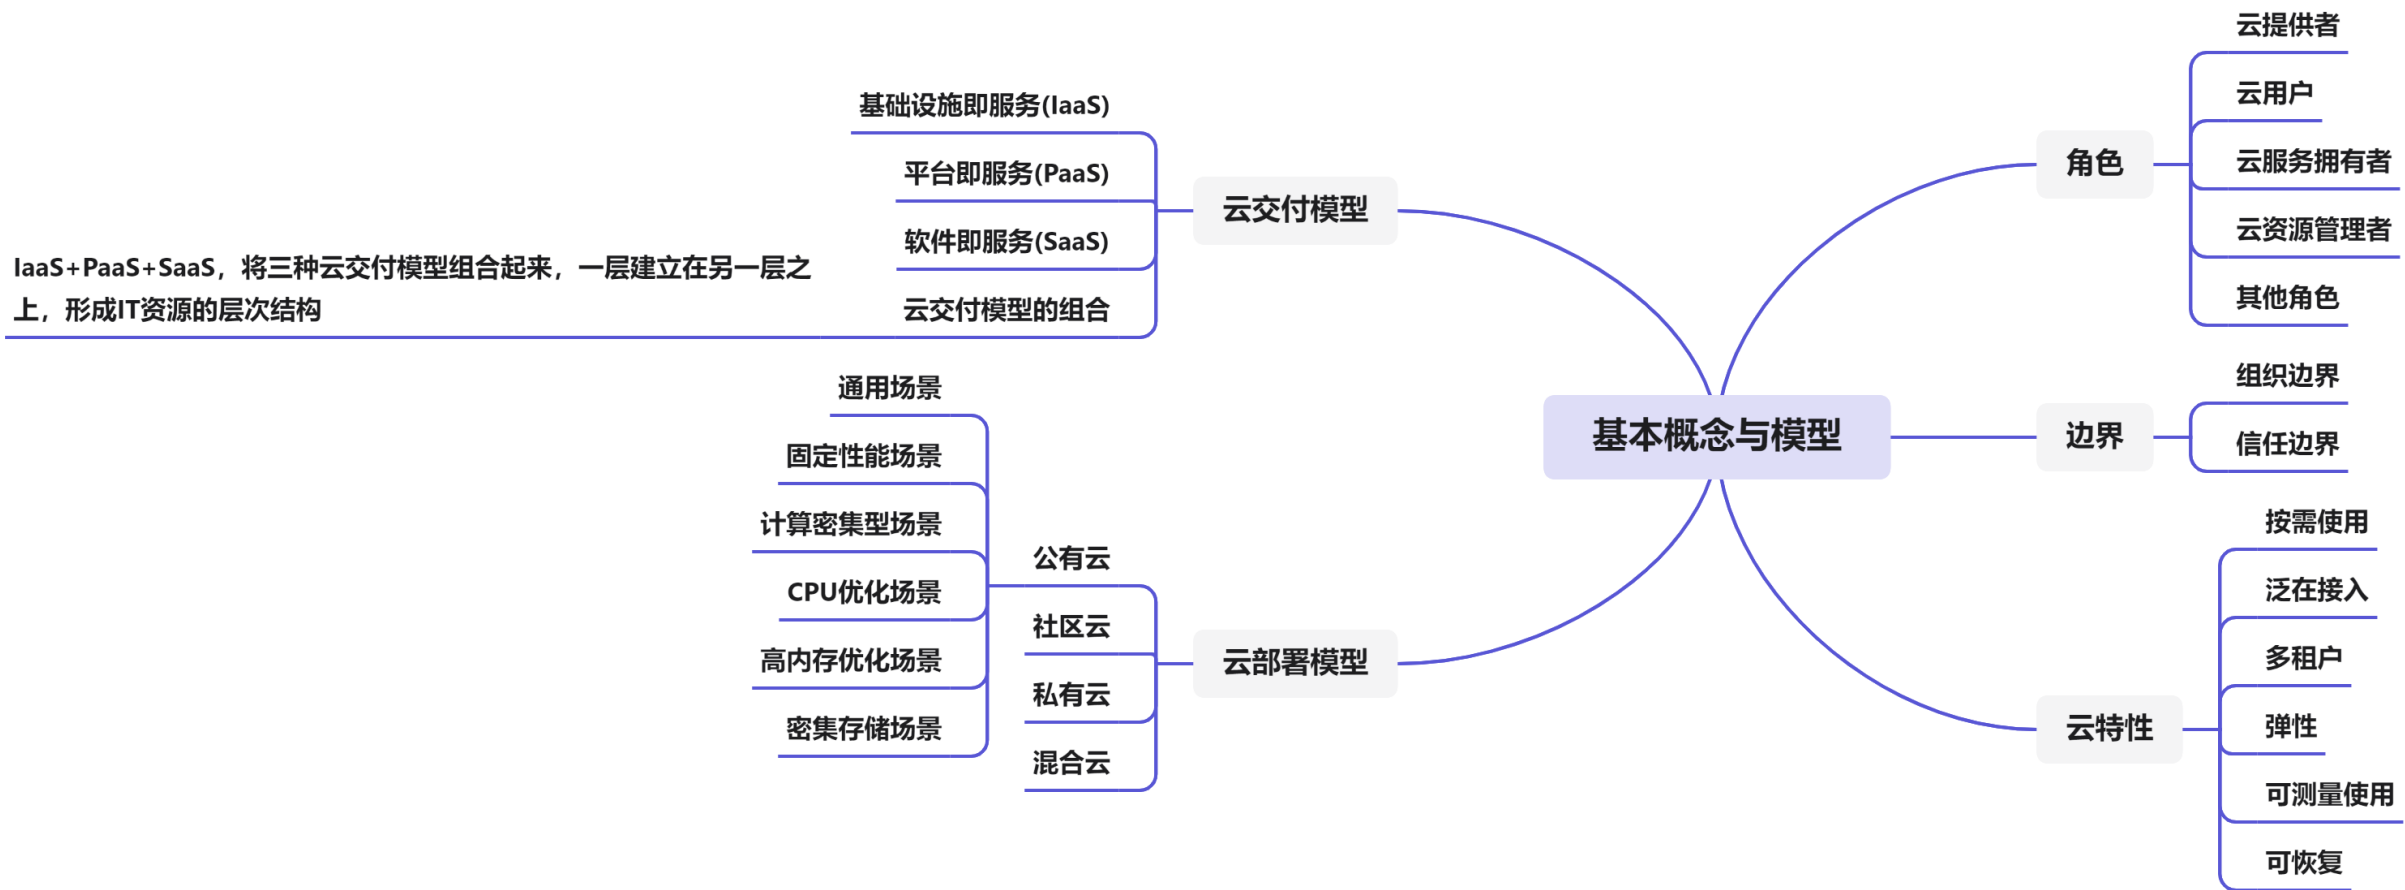 基本概念与模型
角色
云提供者
云用户
云服务拥有者
云资源管理者
其他角色
边界
组织边界
信任边界
云特性
按需使用
泛在接入
多租户
弹性
可测量使用
可恢复
云交付模型
基础设施即服务(IaaS)
平台即服务(PaaS)
软件即服务(SaaS)
云交付模型的组合
IaaS+PaaS+SaaS，将三种云交付模型组合起来，一层建立在另一层之
上，形成IT资源的层次结构
云部署模型
公有云
通用场景
固定性能场景
计算密集型场景
CPU优化场景
高内存优化场景
密集存储场景
社区云
私有云
混合云